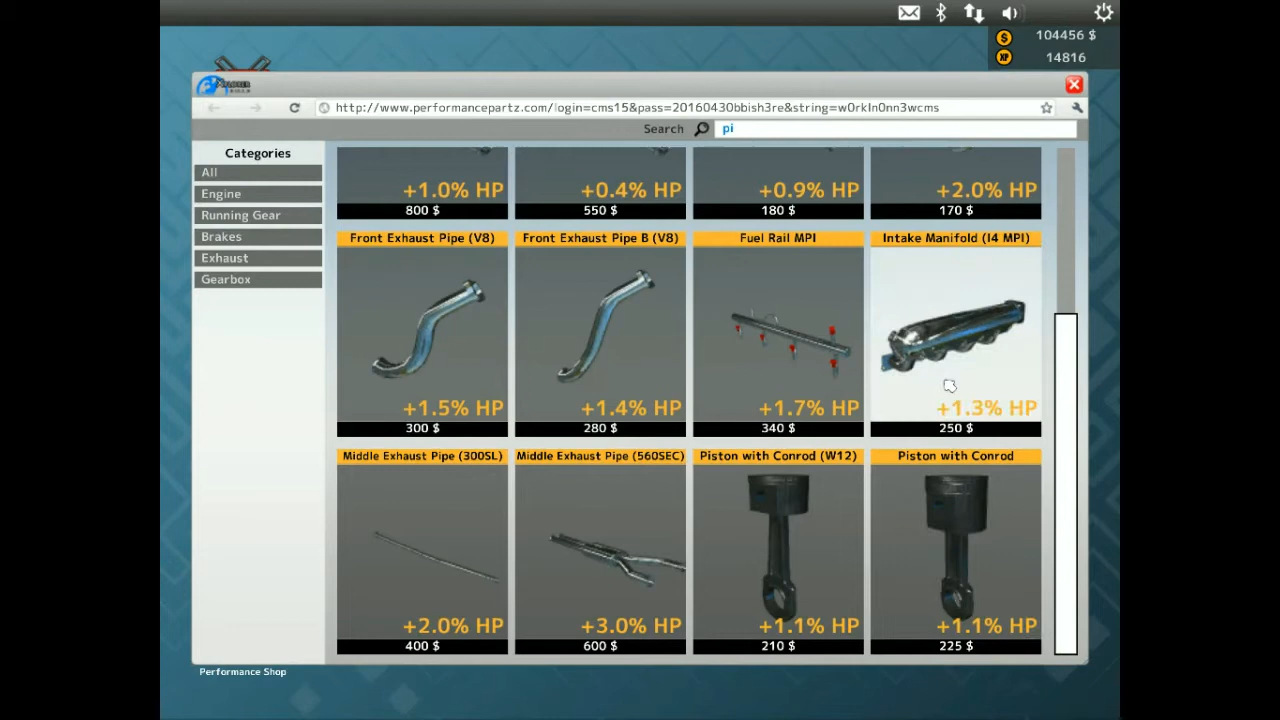 104456 $
14816
XPLORER
http://www.performancepartz.com/login=cms15&pass=20160430bbish3re&string=w0rkIn0nn3wcms
Search pi
Categories
All
Engine
Running Gear
Brakes
Exhaust
Gearbox
+1.0% HP +0.4% HP +0.9% HP +2.0% HP
800 $ 550 $ 180 $ 170 $
Front Exhaust Pipe (V8) Front Exhaust Pipe B (V8) Fuel Rail MPI Intake Manifold (I4 MPI)
+1.5% HP +1.4% HP +1.7% HP +1.3% HP
300 $ 280 $ 340 $ 250 $
Middle Exhaust Pipe (300SL) Middle Exhaust Pipe (560SEC) Piston with Conrod (W12) Piston with Conrod
+2.0% HP +3.0% HP +1.1% HP +1.1% HP
400 $ 600 $ 210 $ 225 $
Performance Shop